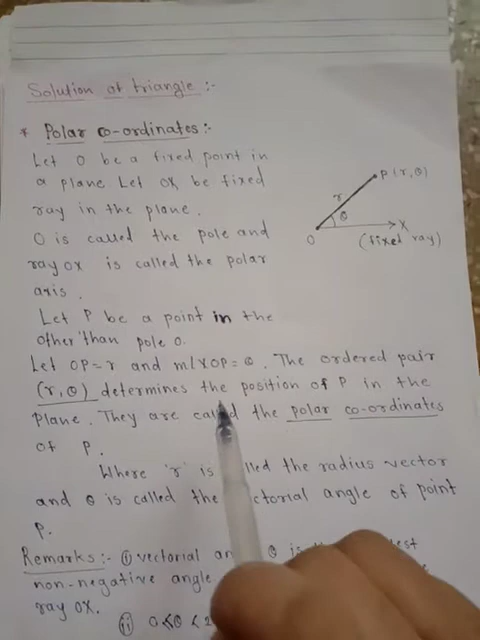 Solution of triangle :-
* Polar co-ordinates :-
Let O be a fixed point in
a plane Let OX be fixed
ray in the plane.
O is called the pole and
ray OX is called the polar
axis.
Let P be a point in the
other than pole O.
Let OP = r and m∠XOP = θ. The ordered pair
(r, θ) determines the position of P in the
plane. They are called the polar co-ordinates
of P.
Where 'r' is called the radius vector
and θ is called the vectorial angle of point
P.
Remarks :- (i) vectorial θ is
non-negative angle
ray OX.
(ii) 0 ≤ θ < 2
P(r, θ)
r
θ
O
X
(fixed ray)